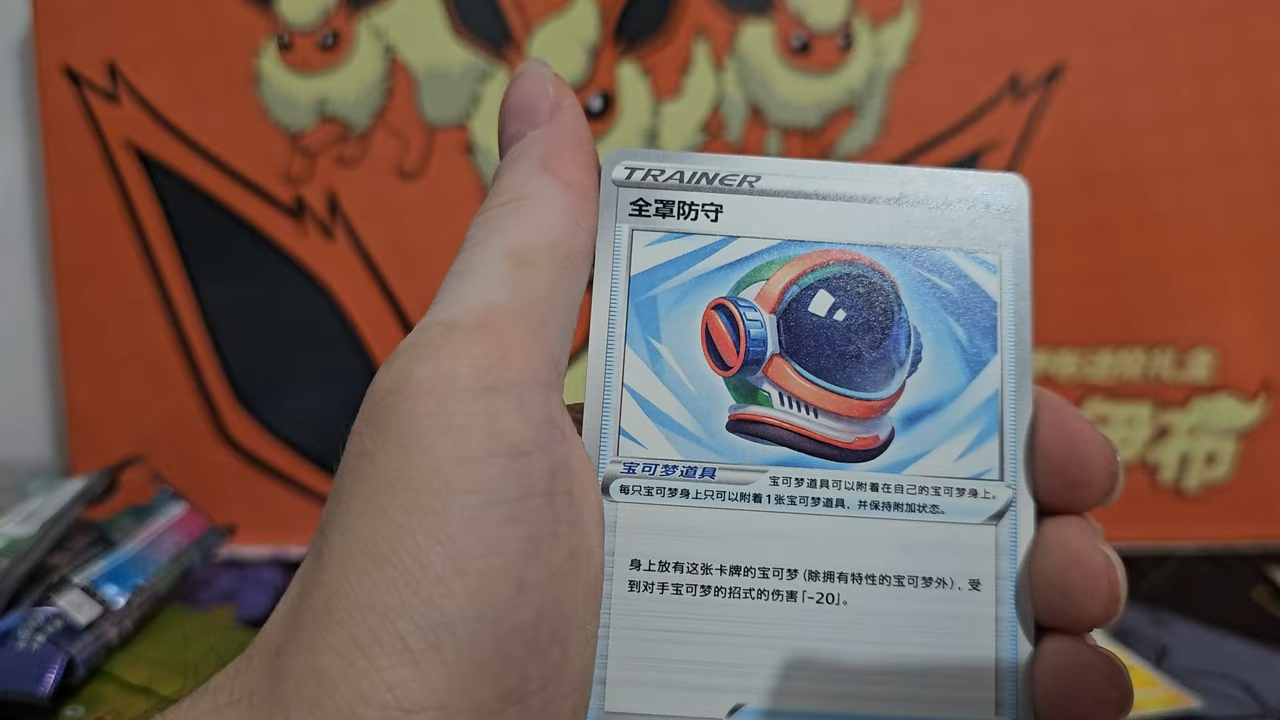 TRAINER
全罩防守
宝可梦道具
宝可梦道具可以附着在自己的宝可梦身上。
每只宝可梦身上只可以附着1张宝可梦道具，并保持附加状态。
身上放有这张卡牌的宝可梦（除拥有特性的宝可梦外），受
到对手宝可梦的招式的伤害「-20」。